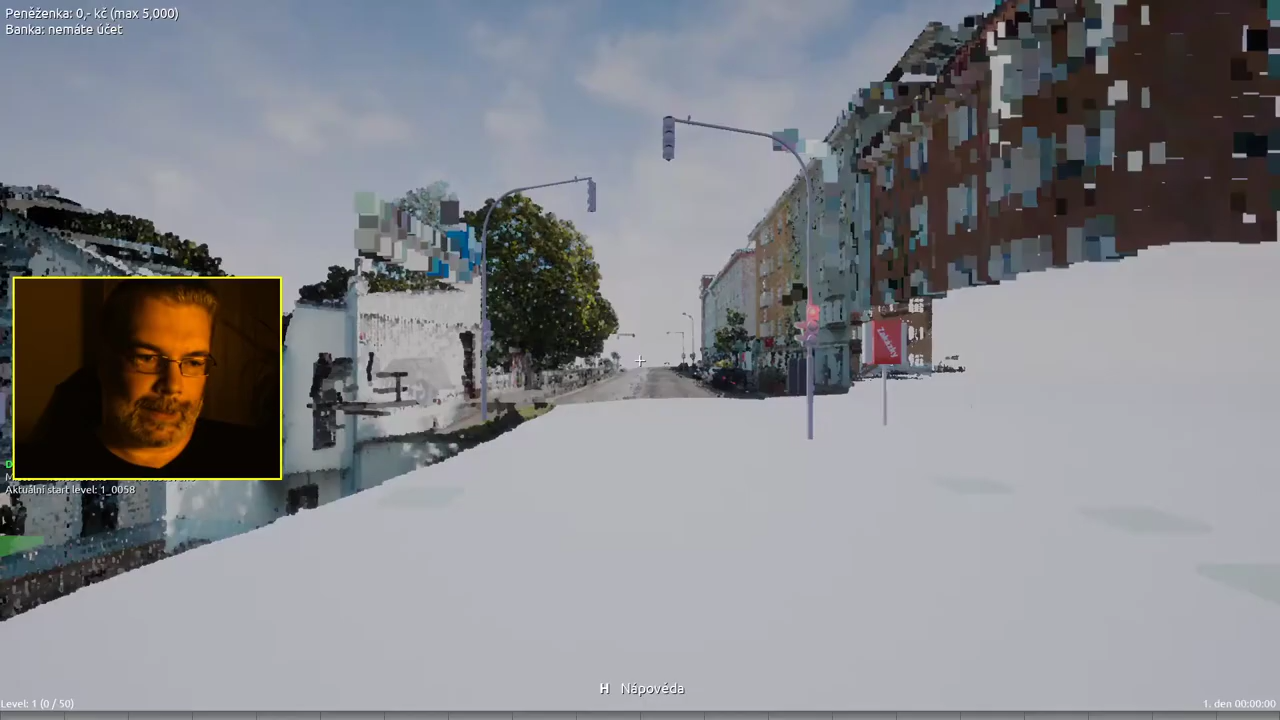 Peněženka: 0,- kč (max 5,000)
Banka: nemáte účet
Zakázky
Aktuální start level: 1_0058
H Nápověda
Level: 1 (0 / 50)
1. den 00:00:00